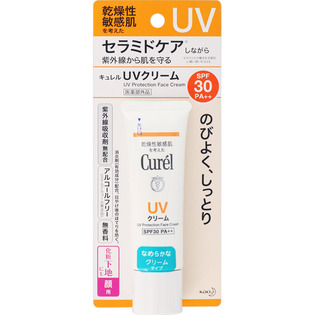 乾燥性
敏感肌
を考えた
UV
セラミドケア
しながら
紫外線から肌を守る
キュレル UVクリーム
UV Protection Face Cream
医薬部外品
SPF
30
PA++
のびよく、しっとり
紫外線吸収剤 無配合
アルコールフリー
無香料
化粧下地
顔用
乾燥性敏感肌
を考えた
Curél
UV
クリーム
UV Protection Face Cream
SPF30 PA++
なめらかな
クリーム
タイプ
KAO